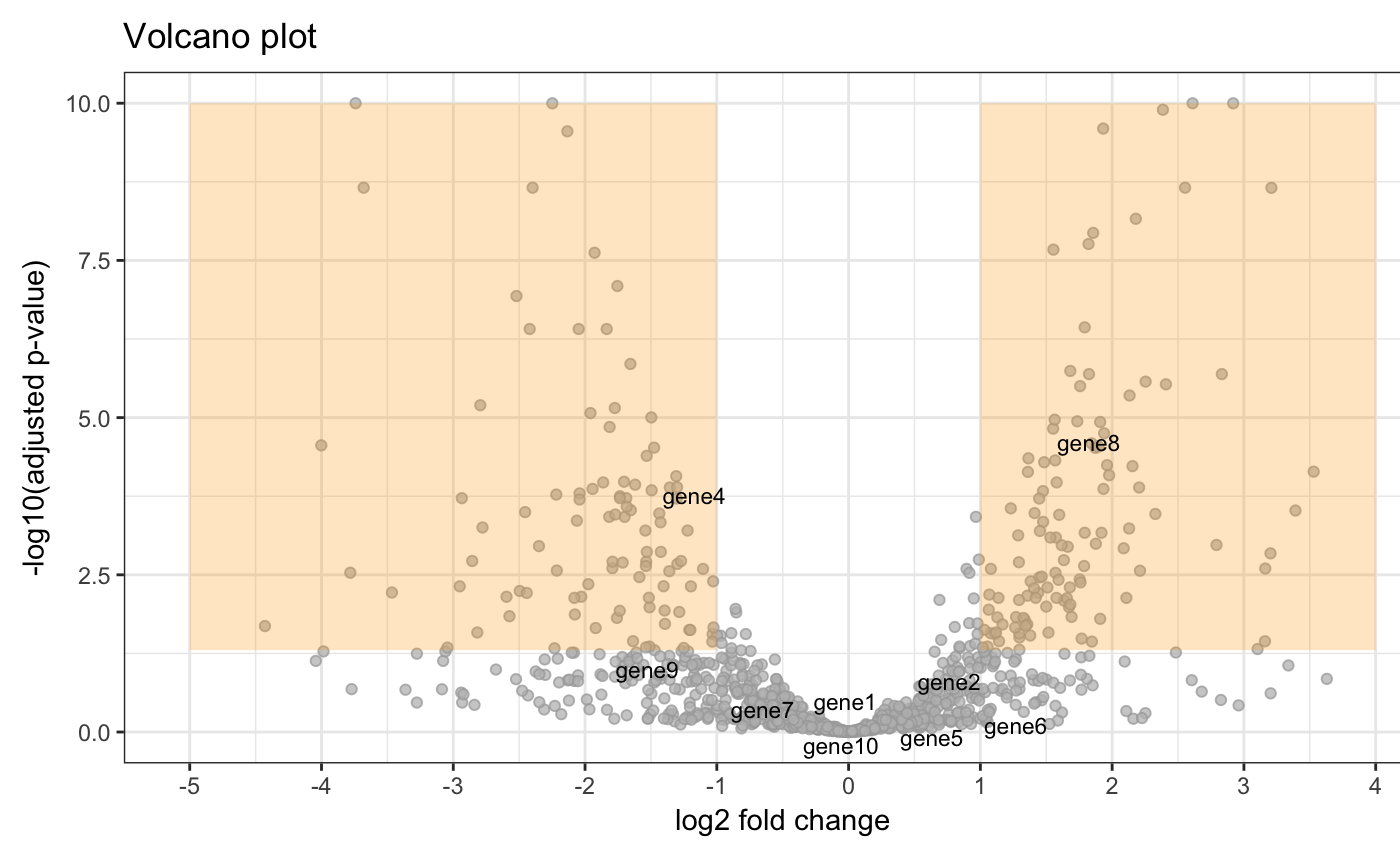 Volcano plot
10.0
7.5
5.0
2.5
0.0
-log10(adjusted p-value)
gene8
gene4
gene9
gene2
gene1
gene7
gene6
gene5
gene10
-5 -4 -3 -2 -1 0 1 2 3 4
log2 fold change